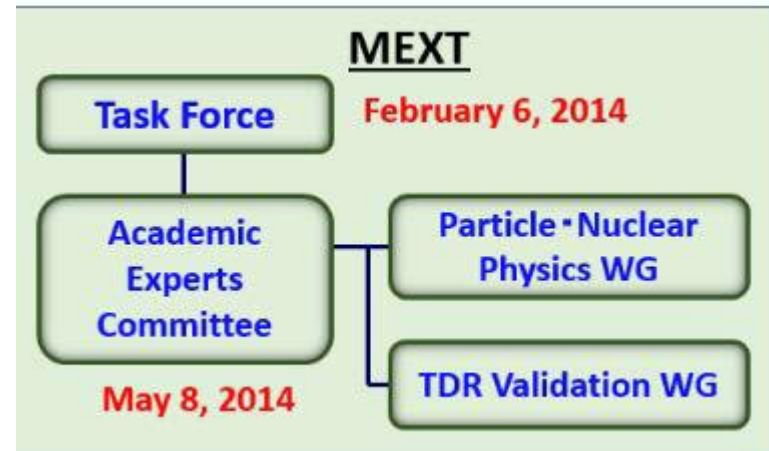 MEXT
Task Force
February 6, 2014
Academic
Experts
Committee
Particle・Nuclear
Physics WG
TDR Validation WG
May 8, 2014